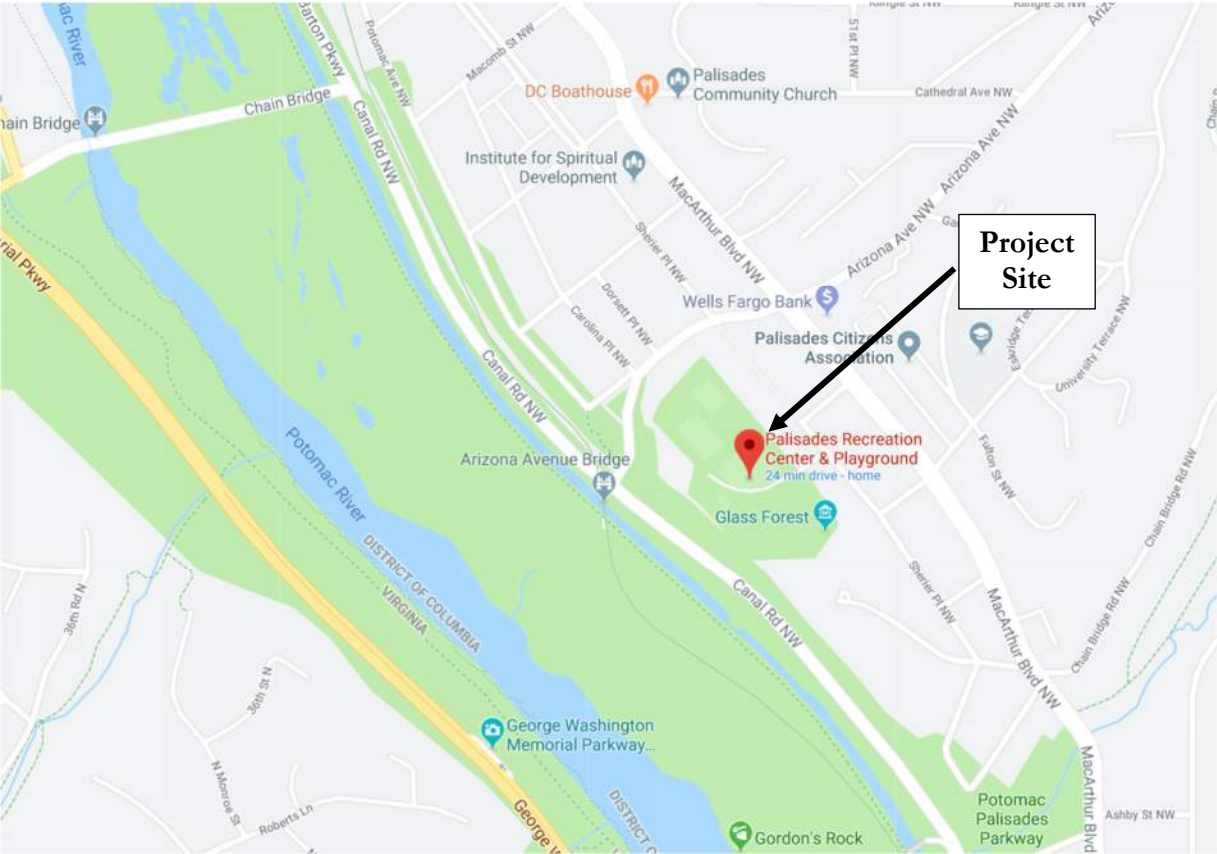 Potomac Ave NW
Macomb St NW
51st Pl NW
Klingle St NW
Klingle St NW
DC Boathouse
Palisades
Community Church
Cathedral Ave NW
Chain Bridge
Canal Rd NW
Institute for Spiritual
Development
MacArthur Blvd NW
Arizona Ave NW
Arizona Ave NW
Project
Site
Sherier Pl NW
Wells Fargo Bank
Dorsett Pl NW
Carolina Pl NW
Palisades Citizens
Association
University Terrace NW
Canal Rd NW
Potomac River
Arizona Avenue Bridge
Palisades Recreation
Center & Playground
24 min drive - home
Fulton St NW
Chain Bridge Rd NW
Glass Forest
DISTRICT OF COLUMBIA
VIRGINIA
36th Rd N
Canal Rd NW
Sherier Pl NW
MacArthur Blvd NW
Chain Bridge Rd NW
36th St N
George Washington
Memorial Parkway...
N Monroe St
Roberts Ln
Gordon's Rock
Potomac
Palisades
Parkway
MacArthur Blvd
Ashby St NW